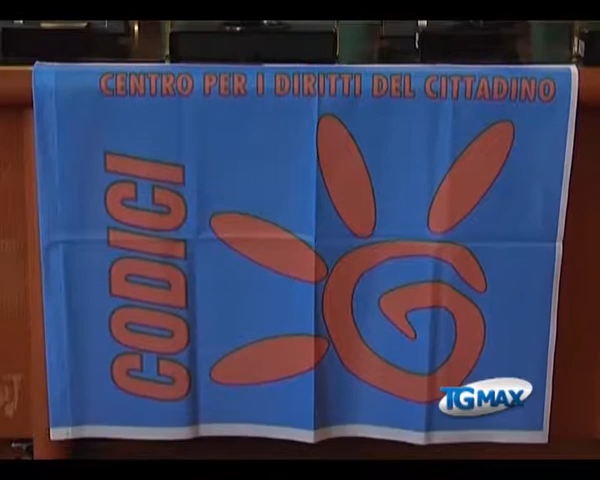 CENTRO PER I DIRITTI DEL CITTADINO
CODICI
TGMAX